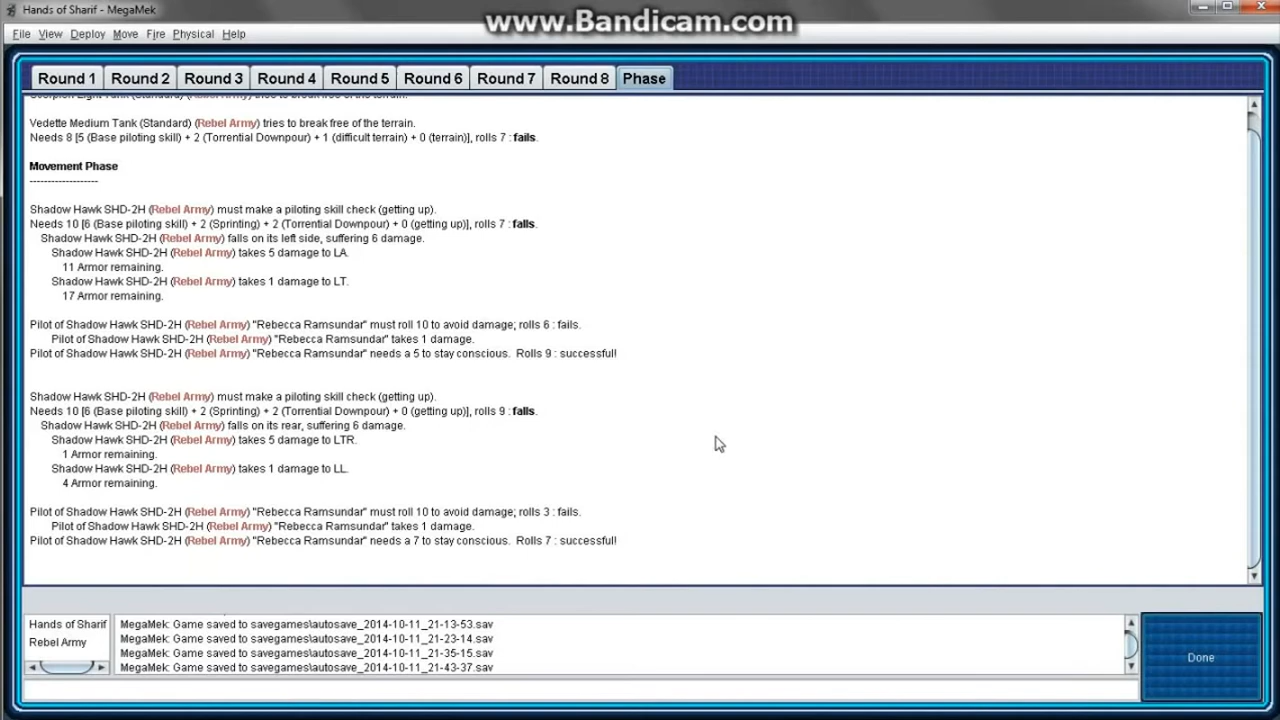 Hands of Sharif - MegaMek
www.Bandicam.com
File View Deploy Move Fire Physical Help
Round 1 Round 2 Round 3 Round 4 Round 5 Round 6 Round 7 Round 8 Phase
Scorpion Light Tank (Standard) (Rebel Army) tries to break free of the terrain.
Vedette Medium Tank (Standard) (Rebel Army) tries to break free of the terrain.
Needs 8 [5 (Base piloting skill) + 2 (Torrential Downpour) + 1 (difficult terrain) + 0 (terrain)], rolls 7 : fails.
Movement Phase
-------------------
Shadow Hawk SHD-2H (Rebel Army) must make a piloting skill check (getting up).
Needs 10 [6 (Base piloting skill) + 2 (Sprinting) + 2 (Torrential Downpour) + 0 (getting up)], rolls 7 : falls.
Shadow Hawk SHD-2H (Rebel Army) falls on its left side, suffering 6 damage.
Shadow Hawk SHD-2H (Rebel Army) takes 5 damage to LA.
11 Armor remaining.
Shadow Hawk SHD-2H (Rebel Army) takes 1 damage to LT.
17 Armor remaining.
Pilot of Shadow Hawk SHD-2H (Rebel Army) "Rebecca Ramsundar" must roll 10 to avoid damage; rolls 6 : fails.
Pilot of Shadow Hawk SHD-2H (Rebel Army) "Rebecca Ramsundar" takes 1 damage.
Pilot of Shadow Hawk SHD-2H (Rebel Army) "Rebecca Ramsundar" needs a 5 to stay conscious. Rolls 9 : successful!
Shadow Hawk SHD-2H (Rebel Army) must make a piloting skill check (getting up).
Needs 10 [6 (Base piloting skill) + 2 (Sprinting) + 2 (Torrential Downpour) + 0 (getting up)], rolls 9 : falls.
Shadow Hawk SHD-2H (Rebel Army) falls on its rear, suffering 6 damage.
Shadow Hawk SHD-2H (Rebel Army) takes 5 damage to LTR.
1 Armor remaining.
Shadow Hawk SHD-2H (Rebel Army) takes 1 damage to LL.
4 Armor remaining.
Pilot of Shadow Hawk SHD-2H (Rebel Army) "Rebecca Ramsundar" must roll 10 to avoid damage; rolls 3 : fails.
Pilot of Shadow Hawk SHD-2H (Rebel Army) "Rebecca Ramsundar" takes 1 damage.
Pilot of Shadow Hawk SHD-2H (Rebel Army) "Rebecca Ramsundar" needs a 7 to stay conscious. Rolls 7 : successful!
Hands of Sharif
Rebel Army
MegaMek: Game saved to savegames\autosave_2014-10-11_21-13-53.sav
MegaMek: Game saved to savegames\autosave_2014-10-11_21-23-14.sav
MegaMek: Game saved to savegames\autosave_2014-10-11_21-35-15.sav
MegaMek: Game saved to savegames\autosave_2014-10-11_21-43-37.sav
Done